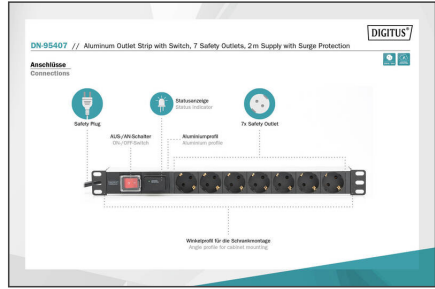 DIGITUS®
DN-95407 // Aluminum Outlet Strip with Switch, 7 Safety Outlets, 2 m Supply with Surge Protection
Anschlüsse
Connections
Safety Plug
Statusanzeige
Status indicator
7x Safety Outlet
AUS-/AN-Schalter
ON-/OFF-Switch
Aluminiumprofil
Aluminium profile
Winkelprofil für die Schrankmontage
Angle profile for cabinet mounting